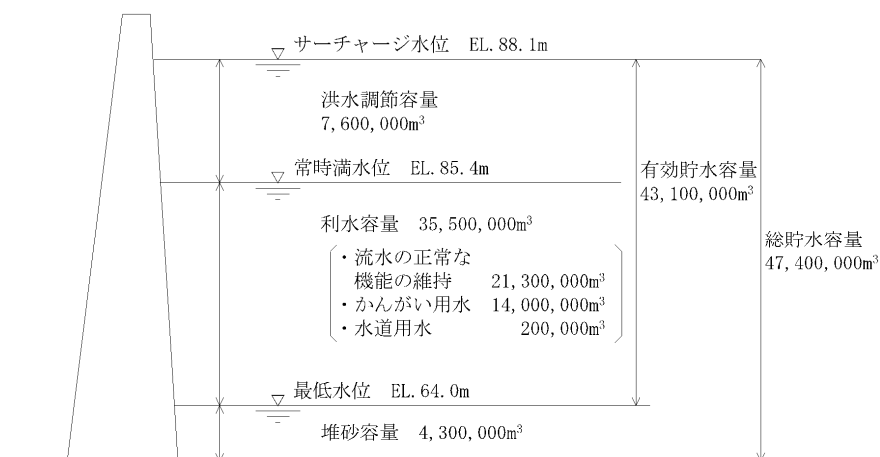 サーチャージ水位 EL.88.1m
洪水調節容量
7,600,000m³
常時満水位 EL.85.4m
有効貯水容量
43,100,000m³
利水容量 35,500,000m³
・流水の正常な
機能の維持 21,300,000m³
・かんがい用水 14,000,000m³
・水道用水 200,000m³
総貯水容量
47,400,000m³
最低水位 EL.64.0m
堆砂容量 4,300,000m³